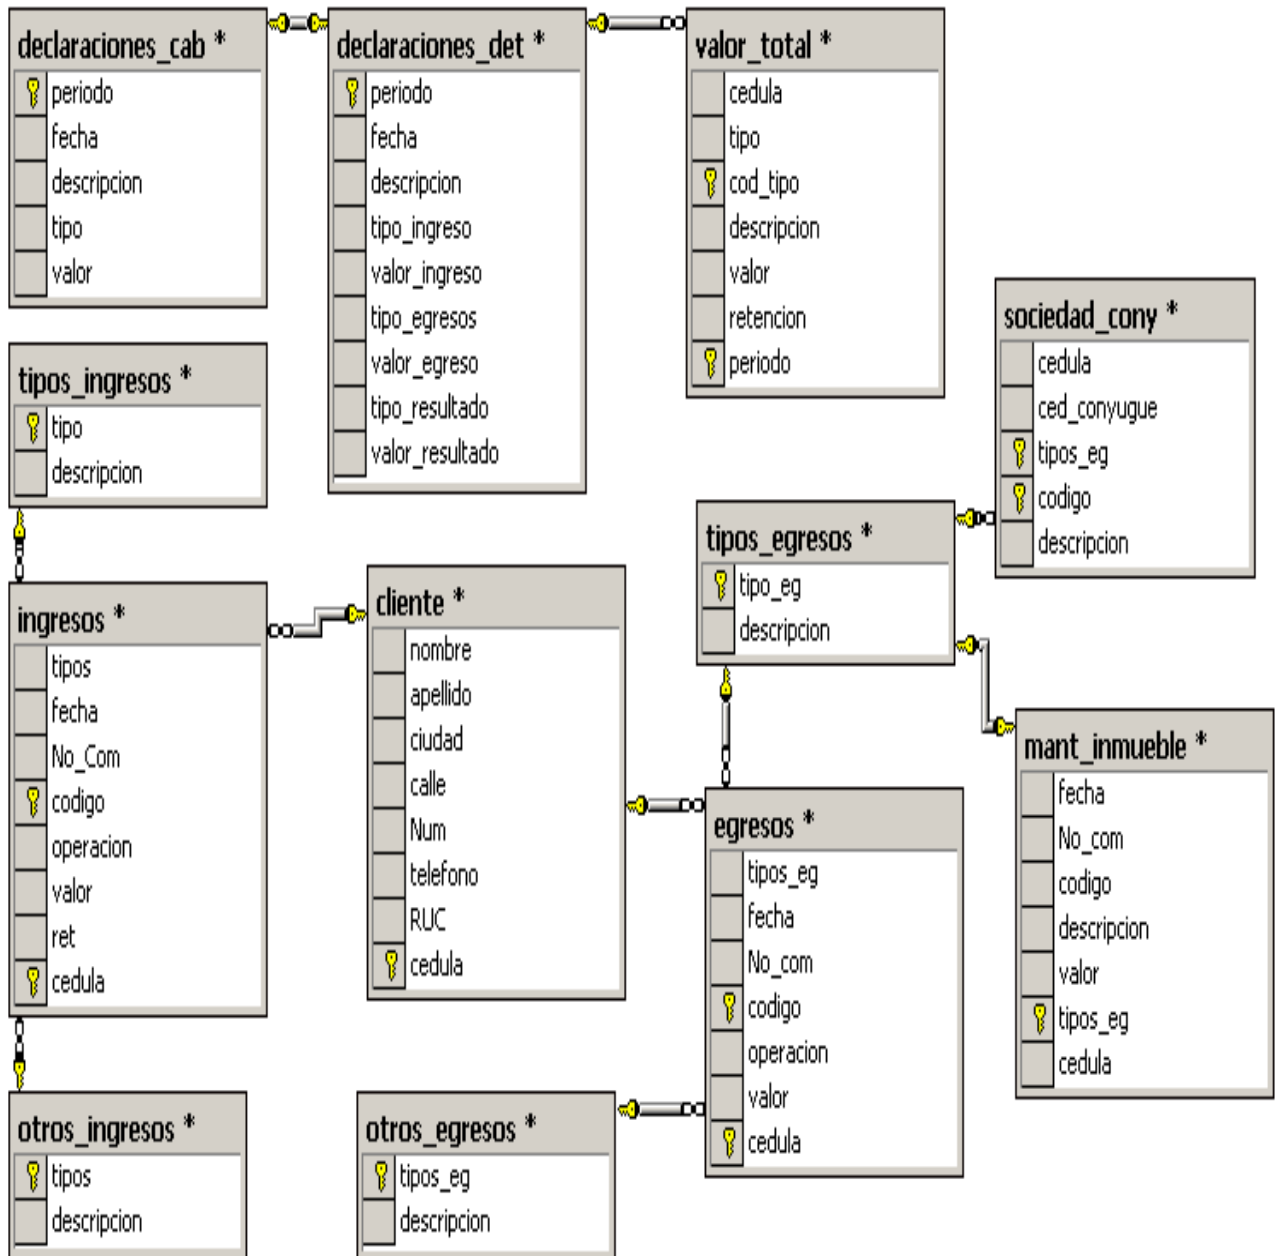 declaraciones_cab *
periodo
fecha
descripcion
tipo
valor
declaraciones_det *
periodo
fecha
descripcion
tipo_ingreso
valor_ingreso
tipo_egresos
valor_egreso
tipo_resultado
valor_resultado
valor_total *
cedula
tipo
cod_tipo
descripcion
valor
retencion
periodo
sociedad_cony *
cedula
ced_conyugue
tipos_eg
codigo
descripcion
tipos_ingresos *
tipo
descripcion
tipos_egresos *
tipo_eg
descripcion
ingresos *
tipos
fecha
No_Com
codigo
operacion
valor
ret
cedula
cliente *
nombre
apellido
ciudad
calle
Num
telefono
RUC
cedula
egresos *
tipos_eg
fecha
No_com
codigo
operacion
valor
cedula
mant_inmueble *
fecha
No_com
codigo
descripcion
valor
tipos_eg
cedula
otros_ingresos *
tipos
descripcion
otros_egresos *
tipos_eg
descripcion